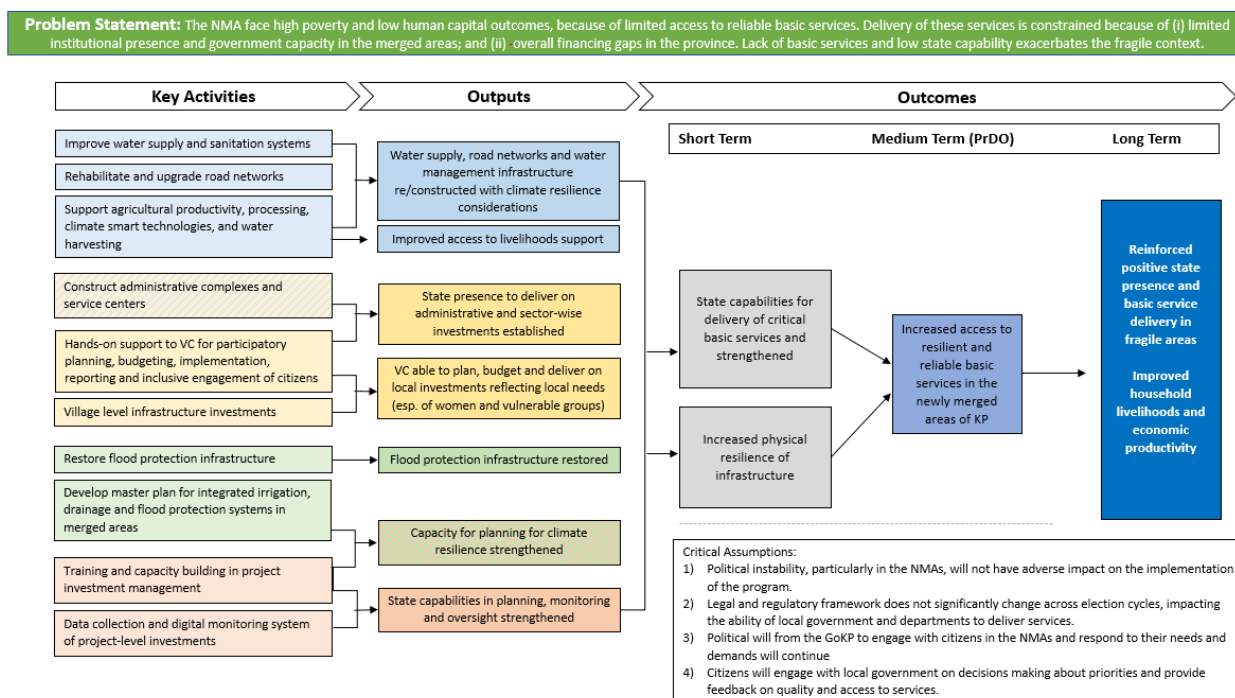 Problem Statement: The NMA face high poverty and low human capital outcomes, because of limited access to reliable basic services. Delivery of these services is constrained because of (i) limited
institutional presence and government capacity in the merged areas; and (ii) -overall financing gaps in the province. Lack of basic services and low state capability exacerbates the fragile context.
Key Activities
Outputs
Outcomes
Short Term
Medium Term (PrDO)
Long Term
Improve water supply and sanitation systems
Rehabilitate and upgrade road networks
Support agricultural productivity, processing,
climate smart technologies, and water
harvesting
Construct administrative complexes and
service centers
Hands-on support to VC for participatory
planning, budgeting, implementation,
reporting and inclusive engagement of citizens
Village level infrastructure investments
Restore flood protection infrastructure
Develop master plan for integrated irrigation,
drainage and flood protection systems in
merged areas
Training and capacity building in project
investment management
Data collection and digital monitoring system
of project-level investments
Water supply, road networks and water
management infrastructure
re/constructed with climate resilience
considerations
Improved access to livelihoods support
State presence to deliver on
administrative and sector-wise
investments established
VC able to plan, budget and deliver on
local investments reflecting local needs
(esp. of women and vulnerable groups)
Flood protection infrastructure restored
Capacity for planning for climate
resilience strengthened
State capabilities in planning, monitoring
and oversight strengthened
State capabilities for
delivery of critical
basic services and
strengthened
Increased physical
resilience of
infrastructure
Increased access to
resilient and
reliable basic
services in the
newly merged
areas of KP
Reinforced
positive state
presence and
basic service
delivery in
fragile areas
Improved
household
livelihoods and
economic
productivity
Critical Assumptions:
1) Political instability, particularly in the NMAs, will not have adverse impact on the implementation
of the program.
2) Legal and regulatory framework does not significantly change across election cycles, impacting
the ability of local government and departments to deliver services.
3) Political will from the GoKP to engage with citizens in the NMAs and respond to their needs and
demands will continue
4) Citizens will engage with local government on decisions making about priorities and provide
feedback on quality and access to services.